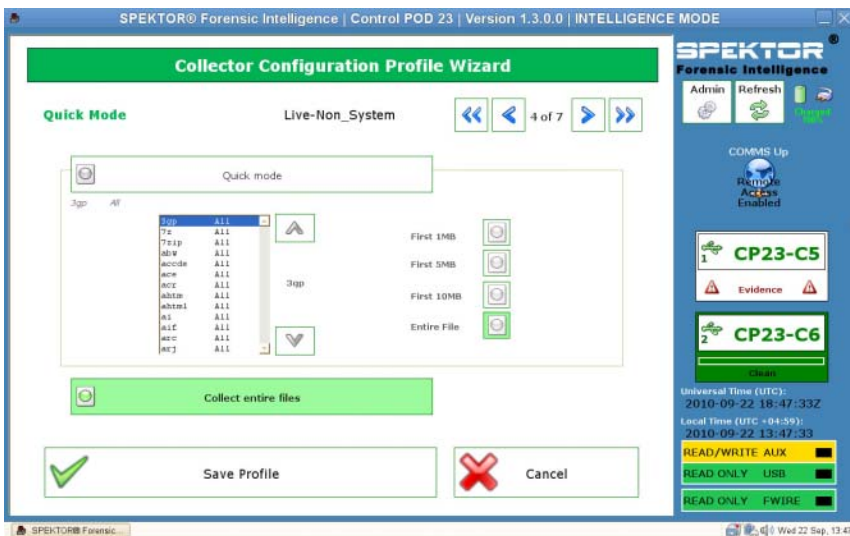 SPEKTOR® Forensic Intelligence | Control POD 23 | Version 1.3.0.0 | INTELLIGENCE MODE
Collector Configuration Profile Wizard
Quick Mode
Live-Non_System
4 of 7
Quick mode
3gp All
3gp All
7z All
7zip All
abw All
accde All
ace All
acr All
ahtm All
ahtml All
ai All
aif All
arc All
arj All
3gp
First 1MB
First 5MB
First 10MB
Entire File
Collect entire files
Save Profile
Cancel
SPEKTOR®
Forensic Intelligence
Admin
Refresh
Charged
COMMS Up
Remote
Access
Enabled
1
CP23-C5
Evidence
2
CP23-C6
Clean
Universal Time (UTC):
2010-09-22 18:47:33Z
Local Time (UTC +04:59):
2010-09-22 13:47:33
READ/WRITE AUX
READ ONLY USB
READ ONLY FWIRE
SPEKTOR® Forensic...
Wed 22 Sep, 13:47